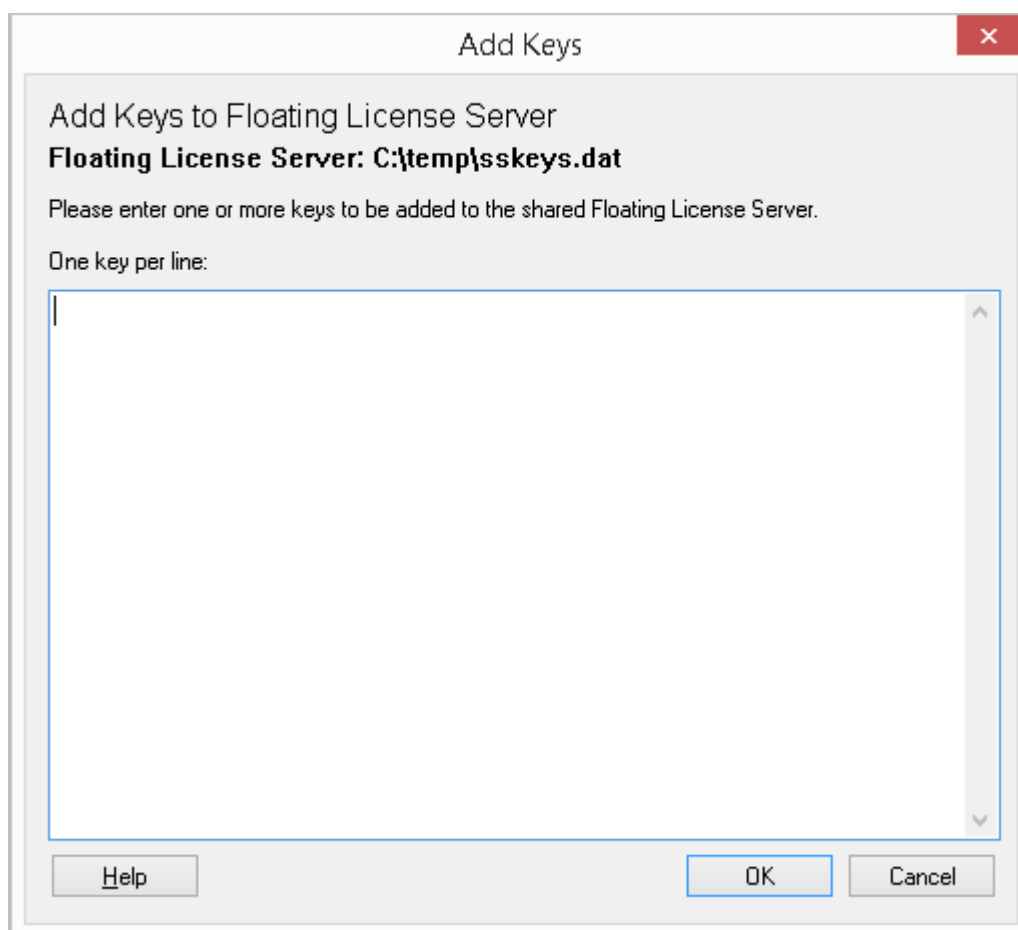 Add Keys
Add Keys to Floating License Server
Floating License Server: C:\temp\sskeys.dat
Please enter one or more keys to be added to the shared Floating License Server.
One key per line:
Help
OK
Cancel